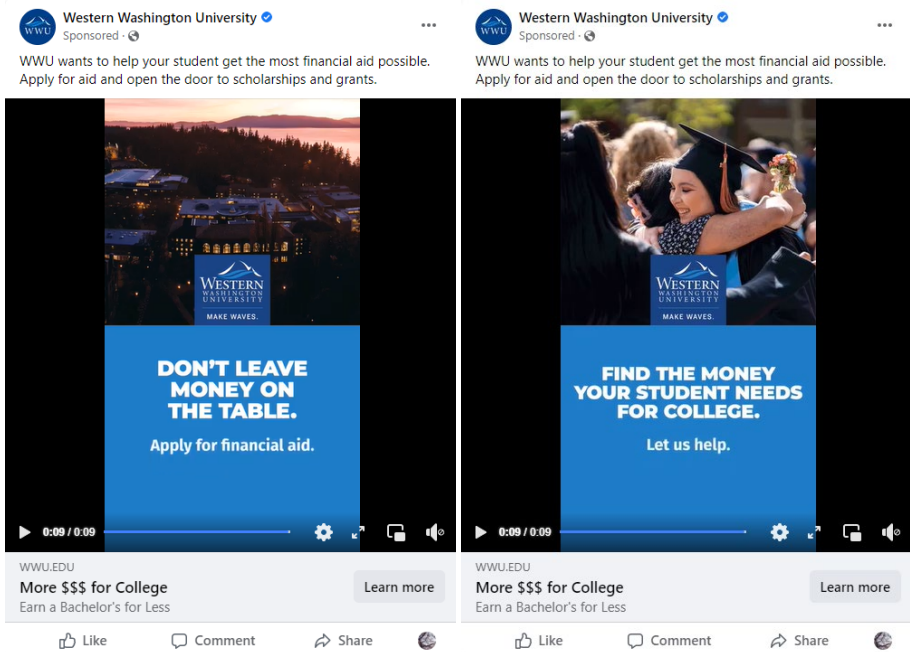 WWU
Western Washington University
Sponsored ·
WWU wants to help your student get the most financial aid possible.
Apply for aid and open the door to scholarships and grants.
WESTERN
WASHINGTON
UNIVERSITY
MAKE WAVES.
DON'T LEAVE
MONEY ON
THE TABLE.
Apply for financial aid.
0:09 / 0:09
WWU.EDU
More $$$ for College
Earn a Bachelor's for Less
Learn more
Like
Comment
Share
WWU
Western Washington University
Sponsored ·
WWU wants to help your student get the most financial aid possible.
Apply for aid and open the door to scholarships and grants.
WESTERN
WASHINGTON
UNIVERSITY
MAKE WAVES.
FIND THE MONEY
YOUR STUDENT NEEDS
FOR COLLEGE.
Let us help.
0:09 / 0:09
WWU.EDU
More $$$ for College
Earn a Bachelor's for Less
Learn more
Like
Comment
Share